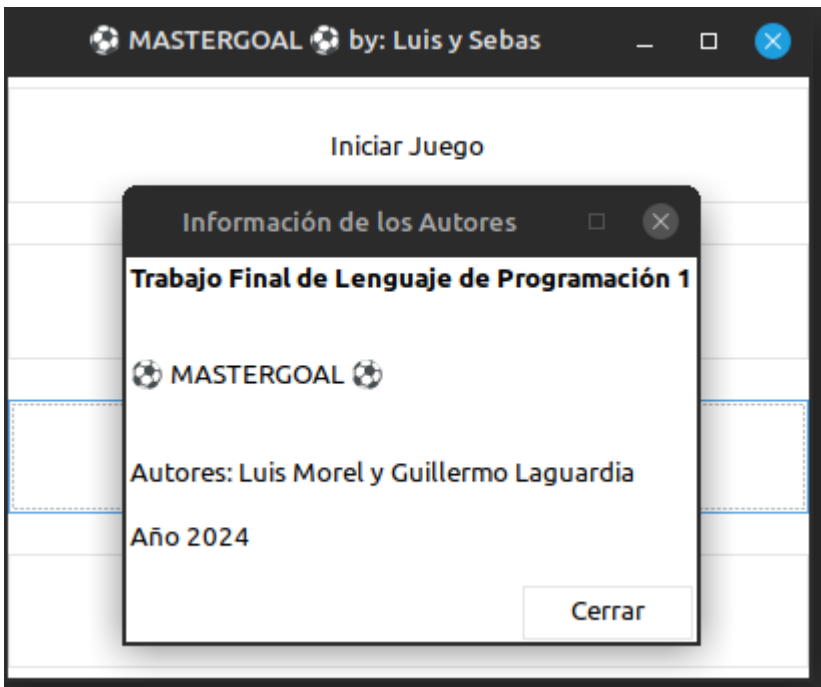 ⚽ MASTERGOAL ⚽ by: Luis y Sebas
Iniciar Juego
Información de los Autores
Trabajo Final de Lenguaje de Programación 1
⚽ MASTERGOAL ⚽
Autores: Luis Morel y Guillermo Laguardia
Año 2024
Cerrar